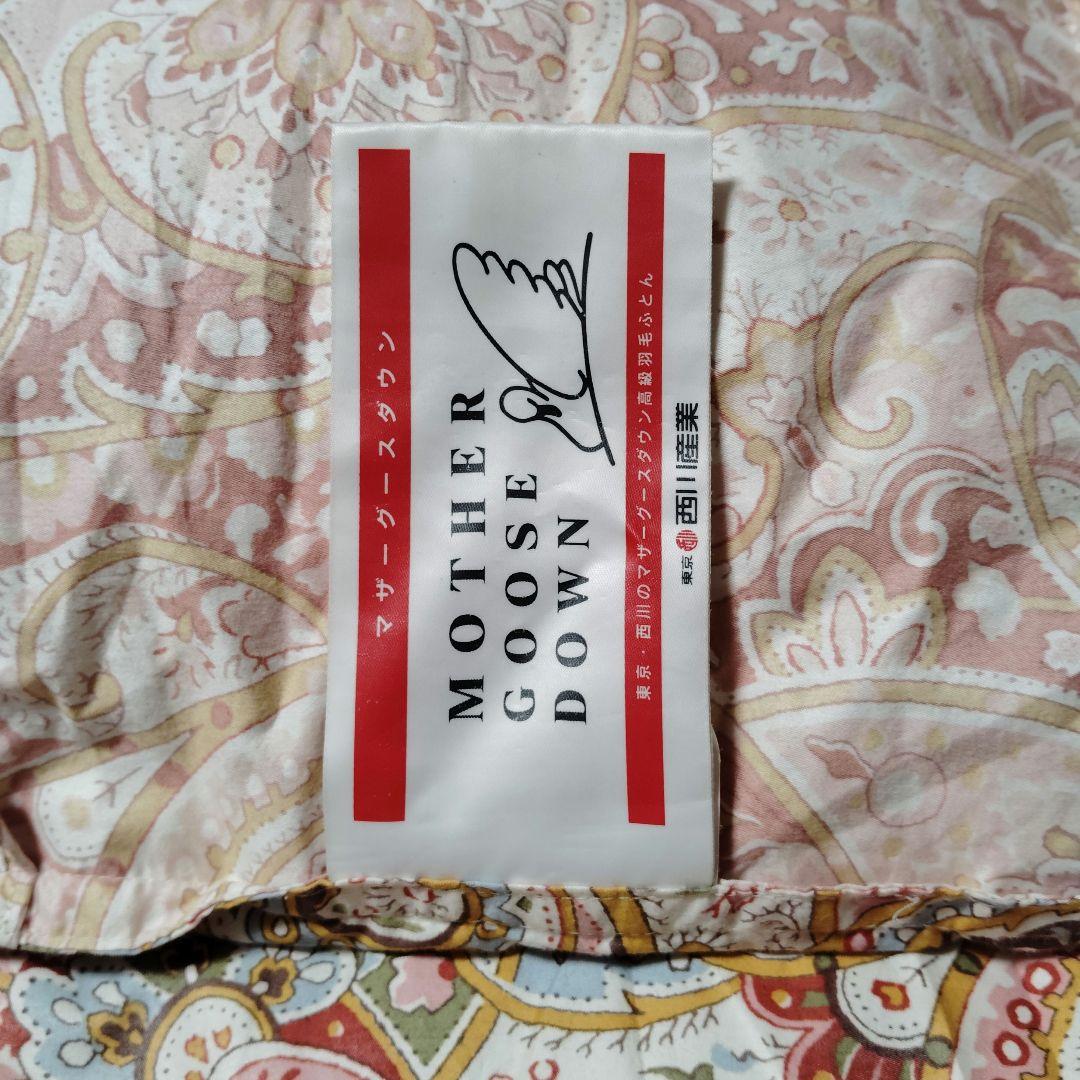 マザーグースダウン
MOTHER
GOOSE
DOWN
東京・西川のマザーグースダウン高級羽毛ふとん
東京 西川産業